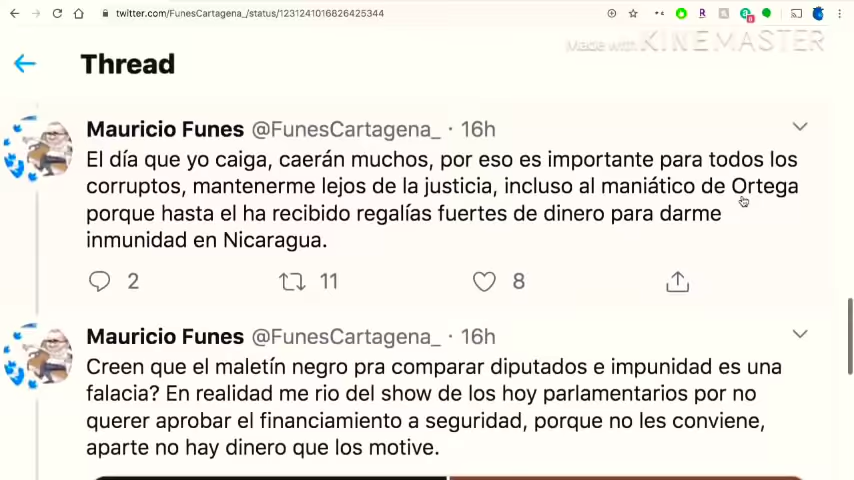 twitter.com/FunesCartagena_/status/1231241016826425344
Made with KINEMASTER
Thread
Mauricio Funes @FunesCartagena_ · 16h
El día que yo caiga, caerán muchos, por eso es importante para todos los
corruptos, mantenerme lejos de la justicia, incluso al maniático de Ortega
porque hasta el ha recibido regalías fuertes de dinero para darme
inmunidad en Nicaragua.
2 11 8
Mauricio Funes @FunesCartagena_ · 16h
Creen que el maletín negro pra comparar diputados e impunidad es una
falacia? En realidad me rio del show de los hoy parlamentarios por no
querer aprobar el financiamiento a seguridad, porque no les conviene,
aparte no hay dinero que los motive.